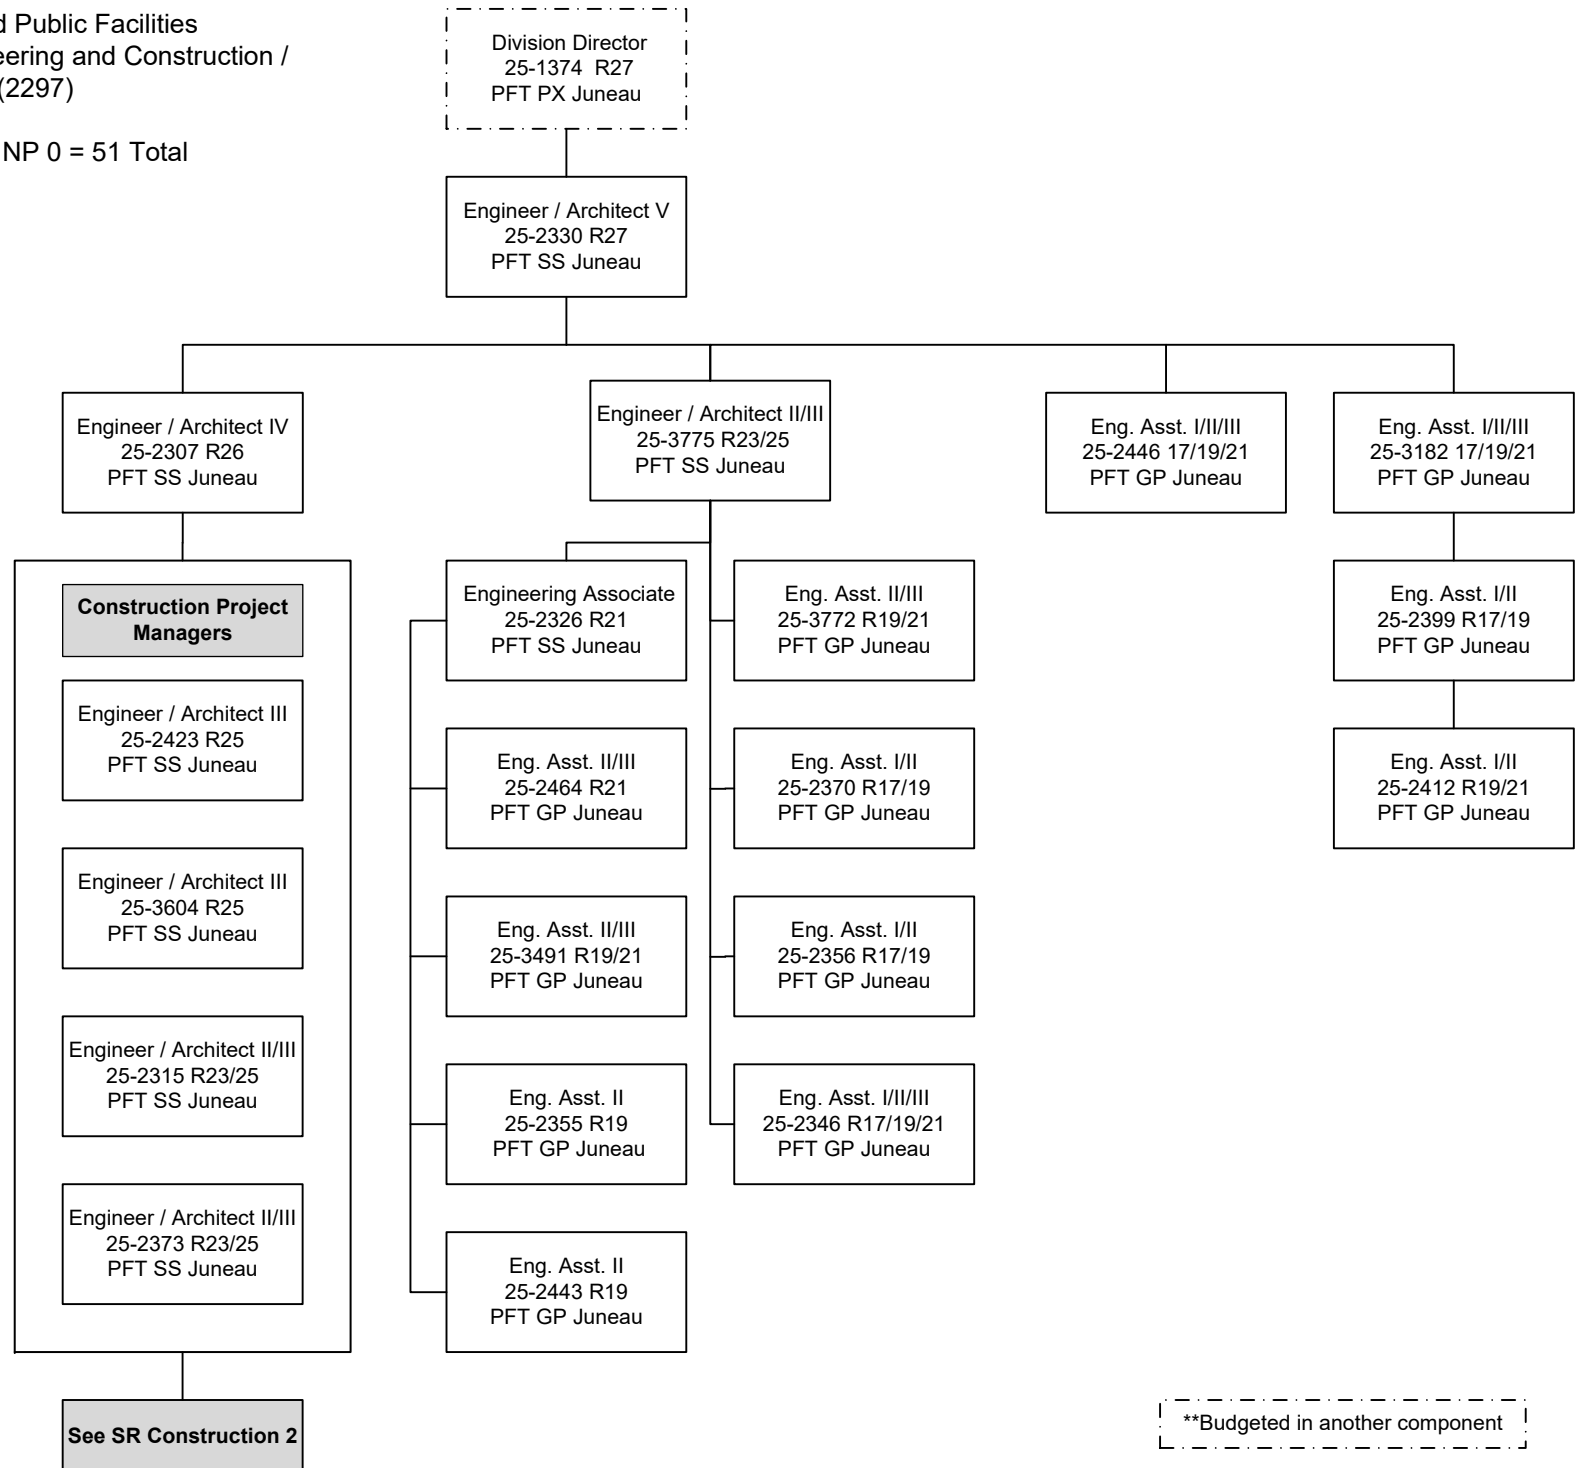 Public Facilities
and Construction /
(2297)
NP 0 = 51 Total
Division Director
25-1374 R27
PFT PX Juneau
Engineer / Architect V
25-2330 R27
PFT SS Juneau
Engineer / Architect IV
25-2307 R26
PFT SS Juneau
Engineer / Architect II/III
25-3775 R23/25
PFT SS Juneau
Eng. Asst. I/II/III
25-2446 17/19/21
PFT GP Juneau
Eng. Asst. I/II/III
25-3182 17/19/21
PFT GP Juneau
Construction Project
Managers
Engineer / Architect III
25-2423 R25
PFT SS Juneau
Engineer / Architect III
25-3604 R25
PFT SS Juneau
Engineer / Architect II/III
25-2315 R23/25
PFT SS Juneau
Engineer / Architect II/III
25-2373 R23/25
PFT SS Juneau
See SR Construction 2
Engineering Associate
25-2326 R21
PFT SS Juneau
Eng. Asst. II/III
25-2464 R21
PFT GP Juneau
Eng. Asst. II/III
25-3491 R19/21
PFT GP Juneau
Eng. Asst. II
25-2355 R19
PFT GP Juneau
Eng. Asst. II
25-2443 R19
PFT GP Juneau
Eng. Asst. II/III
25-3772 R19/21
PFT GP Juneau
Eng. Asst. I/II
25-2370 R17/19
PFT GP Juneau
Eng. Asst. I/II
25-2356 R17/19
PFT GP Juneau
Eng. Asst. I/II/III
25-2346 R17/19/21
PFT GP Juneau
Eng. Asst. I/II
25-2399 R17/19
PFT GP Juneau
Eng. Asst. I/II
25-2412 R19/21
PFT GP Juneau
**Budgeted in another component